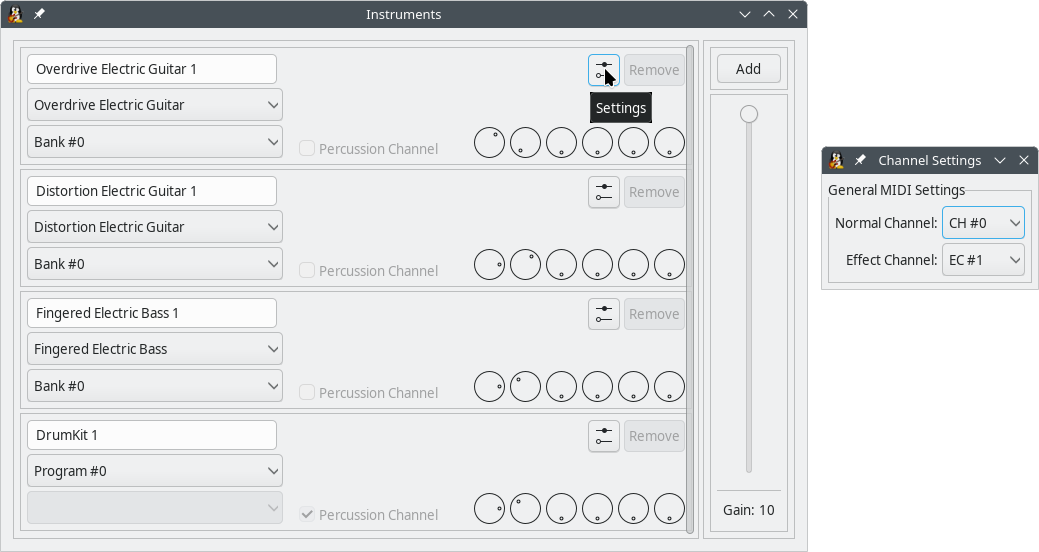 Instruments
Overdrive Electric Guitar 1
Remove
Add
Overdrive Electric Guitar
Settings
Bank #0
Percussion Channel
Distortion Electric Guitar 1
Remove
Distortion Electric Guitar
Bank #0
Percussion Channel
Fingered Electric Bass 1
Remove
Fingered Electric Bass
Bank #0
Percussion Channel
DrumKit 1
Remove
Program #0
Percussion Channel
Gain: 10
Channel Settings
General MIDI Settings
Normal Channel: CH #0
Effect Channel: EC #1